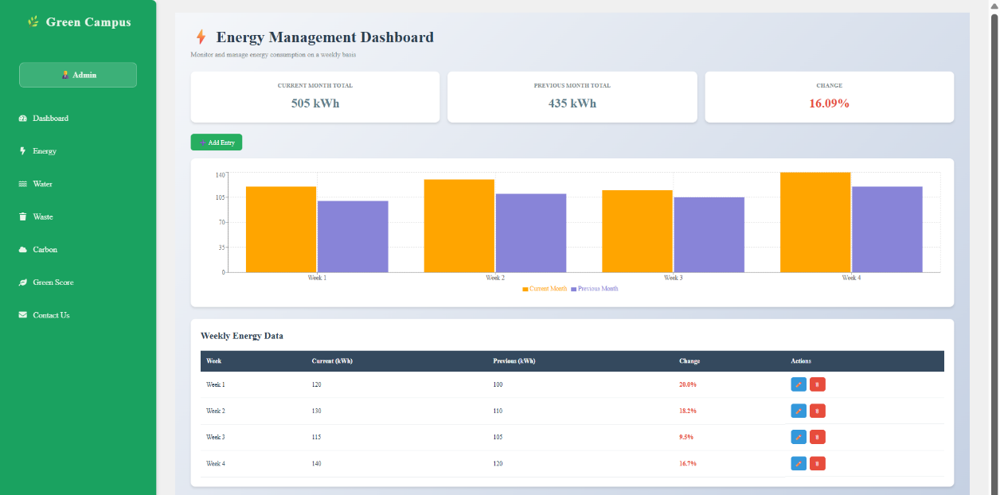 Green Campus
Admin
Dashboard
Energy
Water
Waste
Carbon
Green Score
Contact Us
Energy Management Dashboard
Monitor and manage energy consumption on a weekly basis
CURRENT MONTH TOTAL
505 kWh
PREVIOUS MONTH TOTAL
435 kWh
CHANGE
16.09%
Add Entry
140
105
70
35
0
Week 1 Week 2 Week 3 Week 4
Current Month Previous Month
Weekly Energy Data
Week Current (kWh) Previous (kWh) Change Actions
Week 1 120 100 20.0%
Week 2 130 110 18.2%
Week 3 115 105 9.5%
Week 4 140 120 16.7%